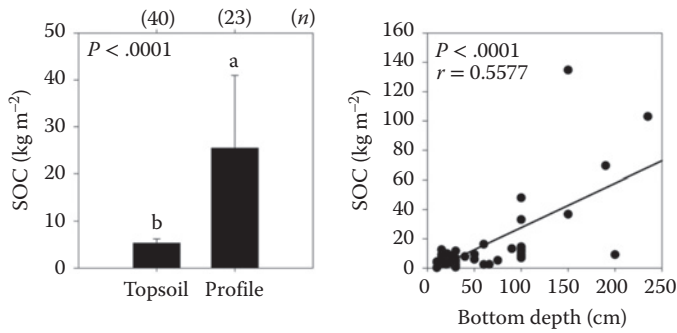 (40) (23) (n)
50
40
30
20
10
0
SOC (kg m⁻²)
P < .0001
a
b
Topsoil Profile
160
140
120
100
80
60
40
20
0
SOC (kg m⁻²)
P < .0001
r = 0.5577
0 50 100 150 200 250
Bottom depth (cm)